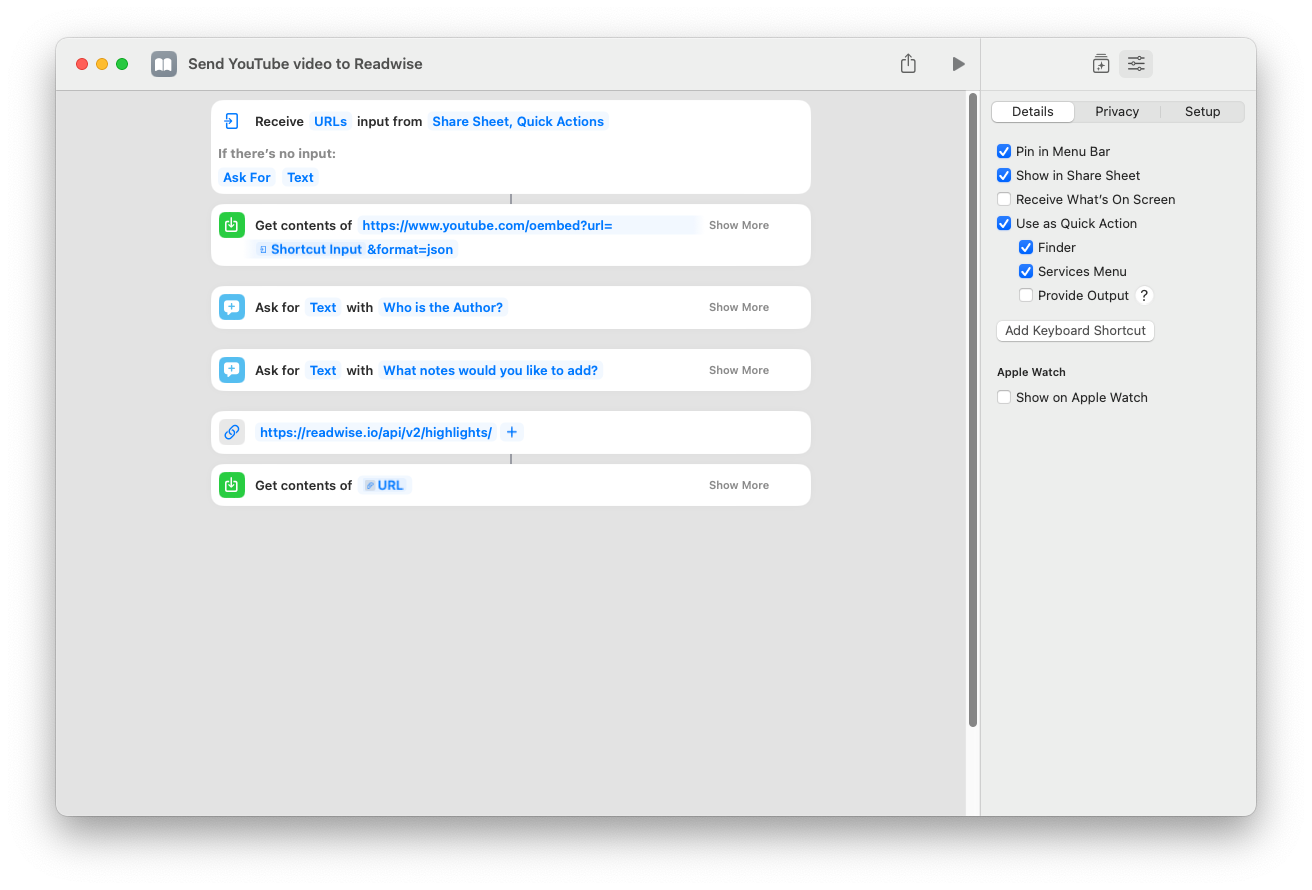 Send YouTube video to Readwise
Receive URLs input from Share Sheet, Quick Actions
If there’s no input:
Ask For Text
Get contents of https://www.youtube.com/oembed?url= Show More
Shortcut Input &format=json
Ask for Text with Who is the Author? Show More
Ask for Text with What notes would you like to add? Show More
https://readwise.io/api/v2/highlights/ +
Get contents of URL Show More
Details Privacy Setup
Pin in Menu Bar
Show in Share Sheet
Receive What’s On Screen
Use as Quick Action
Finder
Services Menu
Provide Output ?
Add Keyboard Shortcut
Apple Watch
Show on Apple Watch